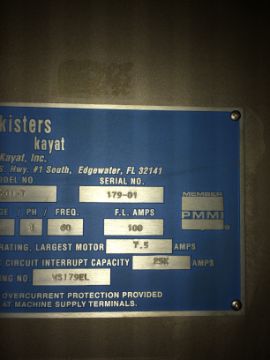 kisters
kayat
Kayat, Inc.
S. Hwy. #1 South, Edgewater, FL 32141
MODEL NO
SERIAL NO.
179-01
MEMBER
PMMI
/ PH / FREQ.
F.L. AMPS
3 60
100
RATING, LARGEST MOTOR 7.5 AMPS
CIRCUIT INTERRUPT CAPACITY 25K AMPS
ING NO. VS179EL
OVERCURRENT PROTECTION PROVIDED
AT MACHINE SUPPLY TERMINALS.